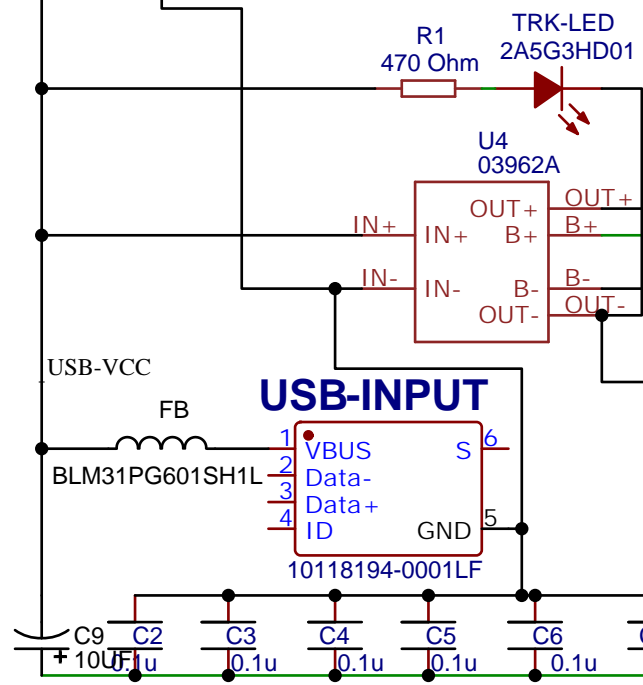 TRK-LED
R1
2A5G3HD01
470 Ohm
U4
03962A
OUT+
OUT+
IN+
IN+
B+
B+
IN-
IN-
B-
B-
OUT-
OUT-
USB-VCC
USB-INPUT
FB
1
VBUS
S
6
BLM31PG601SH1L
2
Data-
3
Data+
4
ID
GND
5
10118194-0001LF
C9
C2
C3
C4
C5
C6
+
10UF
0.1u
0.1u
0.1u
0.1u
0.1u